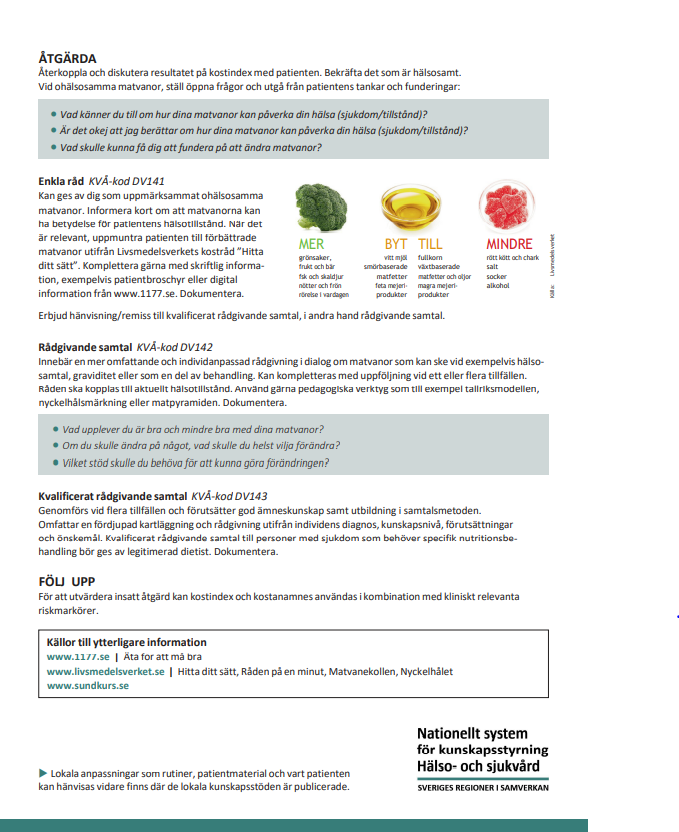 ÅTGÄRDA
Återkoppla och diskutera resultatet på kostindex med patienten. Bekräfta det som är hälsosamt.
Vid ohälsosamma matvanor, ställ öppna frågor och utgå från patientens tankar och funderingar:
• Vad känner du till om hur dina matvanor kan påverka din hälsa (sjukdom/tillstånd)?
• Är det okej att jag berättar om hur dina matvanor kan påverka din hälsa (sjukdom/tillstånd)?
• Vad skulle kunna få dig att fundera på att ändra matvanor?
Enkla råd KVÅ-kod DV141
Kan ges av dig som uppmärksammat ohälsosamma
matvanor. Informera kort om att matvanorna kan
ha betydelse för patientens hälsotillstånd. När det
är relevant, uppmuntra patienten till förbättrade
matvanor utifrån Livsmedelsverkets kostråd ”Hitta
ditt sätt”. Komplettera gärna med skriftlig informa-
tion, exempelvis patientbroschyr eller digital
information från www.1177.se. Dokumentera.
MER
grönsaker,
frukt och bär
fsk och skaldjur
nötter och frön
rörelse i vardagen
BYT TILL
vitt mjöl fullkorn
smörbaserade växtbaserade
matfetter matfetter och oljor
feta mejeri- magra mejeri-
produkter produkter
MINDRE
rött kött och chark
salt
socker
alkohol
Källa: Livsmedelsverket
Erbjud hänvisning/remiss till kvalificerat rådgivande samtal, i andra hand rådgivande samtal.
Rådgivande samtal KVÅ-kod DV142
Innebär en mer omfattande och individanpassad rådgivning i dialog om matvanor som kan ske vid exempelvis hälso-
samtal, graviditet eller som en del av behandling. Kan kompletteras med uppföljning vid ett eller flera tillfällen.
Råden ska kopplas till aktuellt hälsotillstånd. Använd gärna pedagogiska verktyg som till exempel tallriksmodellen,
nyckelhålsmärkning eller matpyramiden. Dokumentera.
• Vad upplever du är bra och mindre bra med dina matvanor?
• Om du skulle ändra på något, vad skulle du helst vilja förändra?
• Vilket stöd skulle du behöva för att kunna göra förändringen?
Kvalificerat rådgivande samtal KVÅ-kod DV143
Genomförs vid flera tillfällen och förutsätter god ämneskunskap samt utbildning i samtalsmetoden.
Omfattar en fördjupad kartläggning och rådgivning utifrån individens diagnos, kunskapsnivå, förutsättningar
och önskemål. Kvalificerat rådgivande samtal till personer med sjukdom som behöver specifik nutritionsbe-
handling bör ges av legitimerad dietist. Dokumentera.
FÖLJ UPP
För att utvärdera insatt åtgärd kan kostindex och kostanamnes användas i kombination med kliniskt relevanta
riskmarkörer.
Källor till ytterligare information
www.1177.se | Äta för att må bra
www.livsmedelsverket.se | Hitta ditt sätt, Råden på en minut, Matvanekollen, Nyckelhålet
www.sundkurs.se
▶ Lokala anpassningar som rutiner, patientmaterial och vart patienten
kan hänvisas vidare finns där de lokala kunskapsstöden är publicerade.
Nationellt system
för kunskapsstyrning
Hälso- och sjukvård
SVERIGES REGIONER I SAMVERKAN